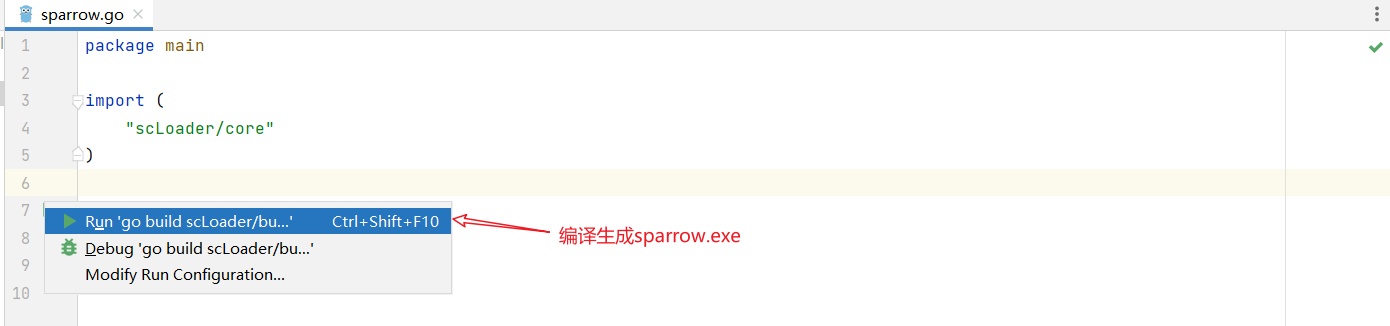 sparrow.go
1 package main
2
3 import (
4 "scLoader/core"
5 )
6
7 Run 'go build scLoader/bu...' Ctrl+Shift+F10
编译生成sparrow.exe
8 Debug 'go build scLoader/bu...'
9 Modify Run Configuration...
10